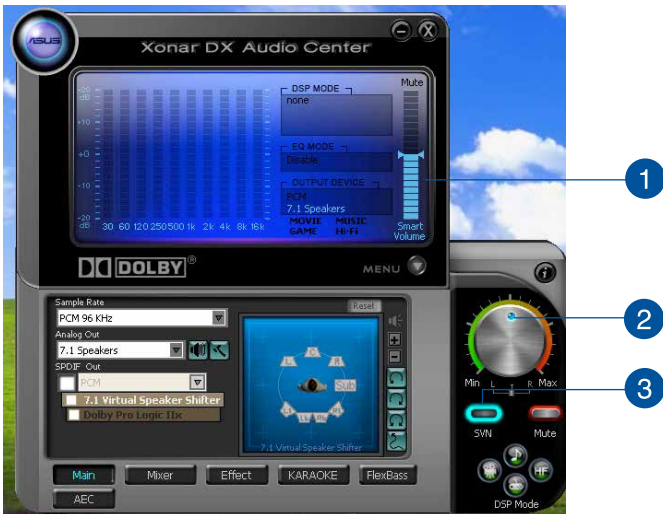 ASUS
Xonar DX Audio Center
+20
dB
+10
+0
-10
-20
dB
30 60 120 250 500 1k 2k 4k 8k 16k
DSP MODE
none
EQ MODE
Disable
OUTPUT DEVICE
PCM
7.1 Speakers
MOVIE MUSIC
GAME Hi-Fi
Mute
Smart
Volume
1
DOLBY®
MENU
i
Sample Rate
PCM 96 KHz
Analog Out
7.1 Speakers
SPDIF Out
PCM
7.1 Virtual Speaker Shifter
Dolby Pro Logic IIx
Reset
L C R
Sub
7.1 Virtual Speaker Shifter
+
-
2
Min L R Max
3
SVN Mute
HF
DSP Mode
Main Mixer Effect KARAOKE FlexBass
AEC